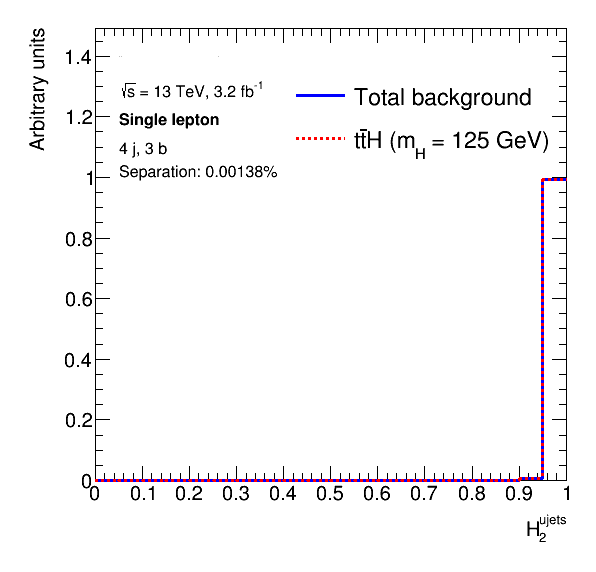 Arbitrary units
1.4
1.2
1
0.8
0.6
0.4
0.2
0
√s = 13 TeV, 3.2 fb⁻¹
Single lepton
4 j, 3 b
Separation: 0.00138%
Total background
tt̄H (m_H = 125 GeV)
0 0.1 0.2 0.3 0.4 0.5 0.6 0.7 0.8 0.9 1
H₂^ujets